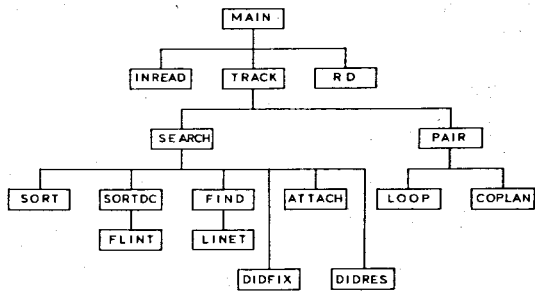 MAIN
INREAD TRACK RD
SEARCH PAIR
SORT SORTDC FIND ATTACH LOOP COPLAN
FLINT LINET
DIDFIX DIDRES